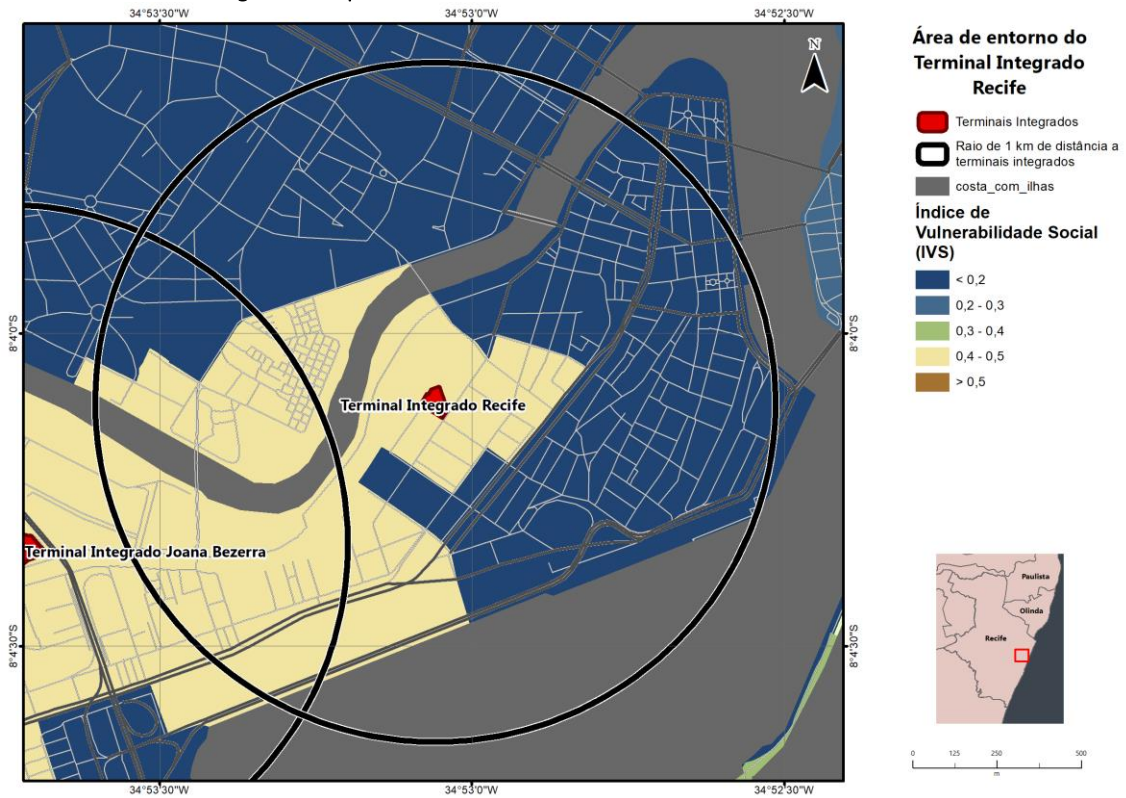 34°53'30"W
34°53'0"W
34°52'30"W
N
8°4'0"S
8°4'0"S
Terminal Integrado Recife
Terminal Integrado Joana Bezerra
8°4'30"S
8°4'30"S
34°53'30"W
34°53'0"W
34°52'30"W
Área de entorno do
Terminal Integrado
Recife
Terminais Integrados
Raio de 1 km de distância a
terminais integrados
costa_com_ilhas
Índice de
Vulnerabilidade Social
(IVS)
< 0,2
0,2 - 0,3
0,3 - 0,4
0,4 - 0,5
> 0,5
Paulista
Olinda
Recife
0 125 250 500
m